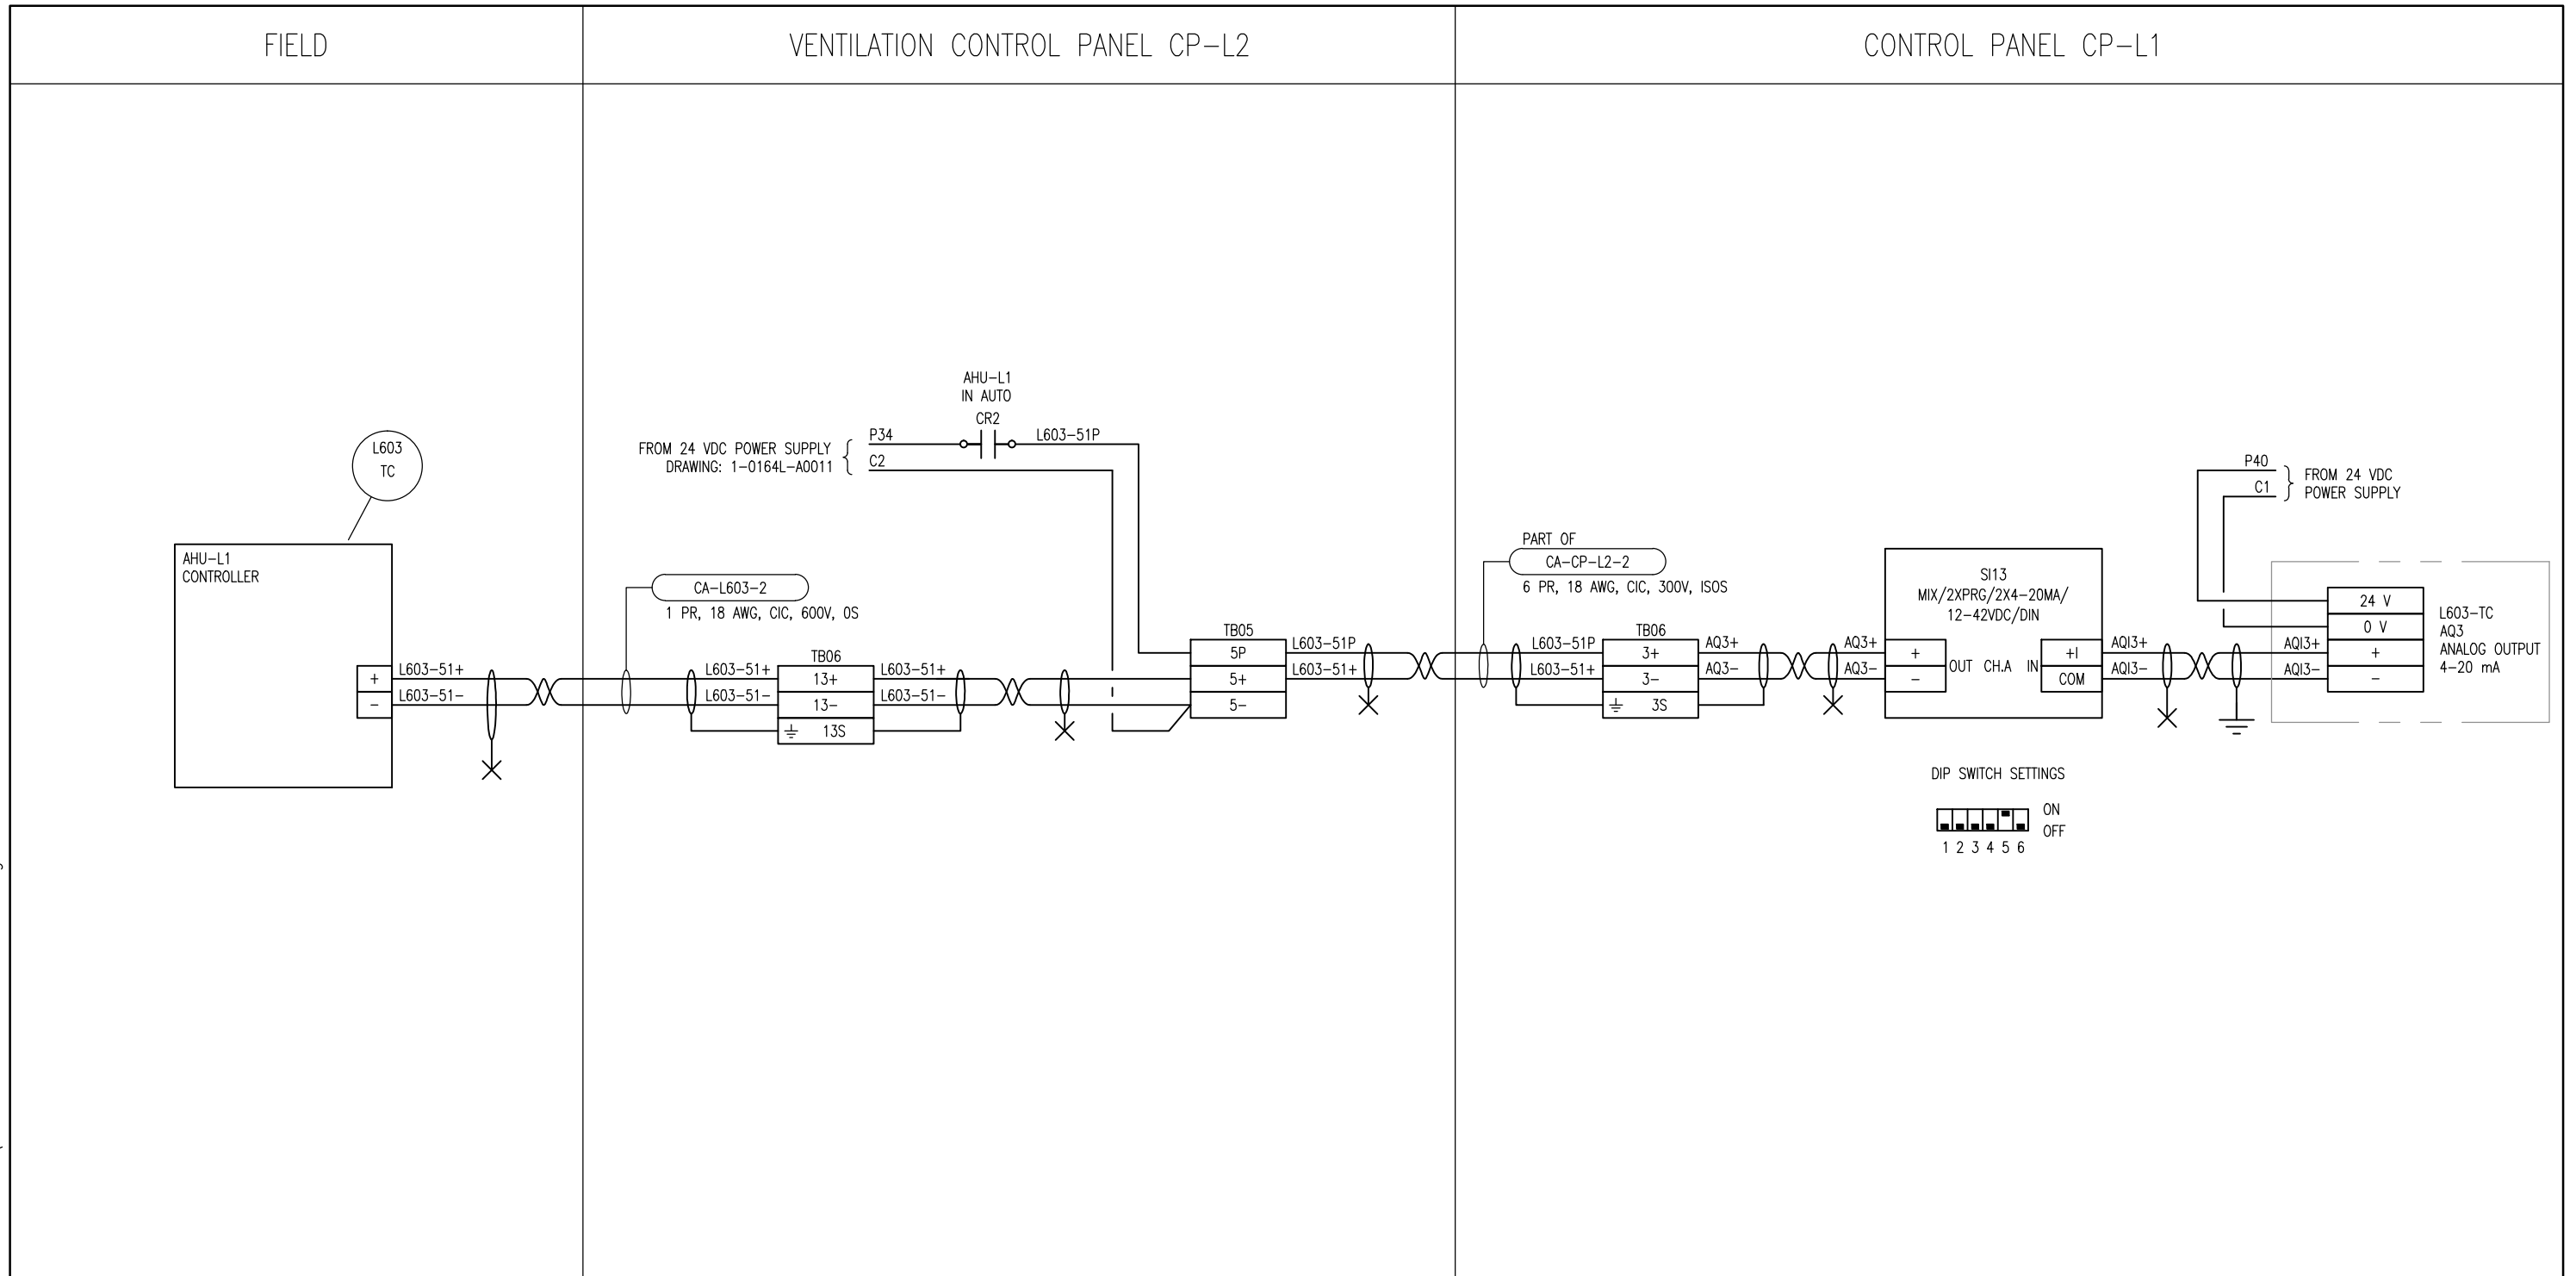 FIELD
VENTILATION CONTROL PANEL CP-L2
CONTROL PANEL CP-L1
L603
TC
AHU-L1
CONTROLLER
+
-
L603-51+
L603-51-
CA-L603-2
1 PR, 18 AWG, CIC, 600V, OS
L603-51+
L603-51-
TB06
13+
13-
13S
L603-51+
L603-51-
AHU-L1
IN AUTO
CR2
FROM 24 VDC POWER SUPPLY
DRAWING: 1-0164L-A0011
P34
C2
L603-51P
TB05
5P
5+
5-
L603-51P
L603-51+
PART OF
CA-CP-L2-2
6 PR, 18 AWG, CIC, 300V, ISOS
L603-51P
L603-51+
TB06
3+
3-
3S
AQ3+
AQ3-
AQ3+
AQ3-
SI13
MIX/2XPRG/2X4-20MA/
12-42VDC/DIN
+
-
OUT CH.A IN
+I
COM
AQI3+
AQI3-
P40
C1
FROM 24 VDC
POWER SUPPLY
AQI3+
AQI3-
24 V
0 V
+
-
L603-TC
AQ3
ANALOG OUTPUT
4-20 mA
DIP SWITCH SETTINGS
ON
OFF
1 2 3 4 5 6